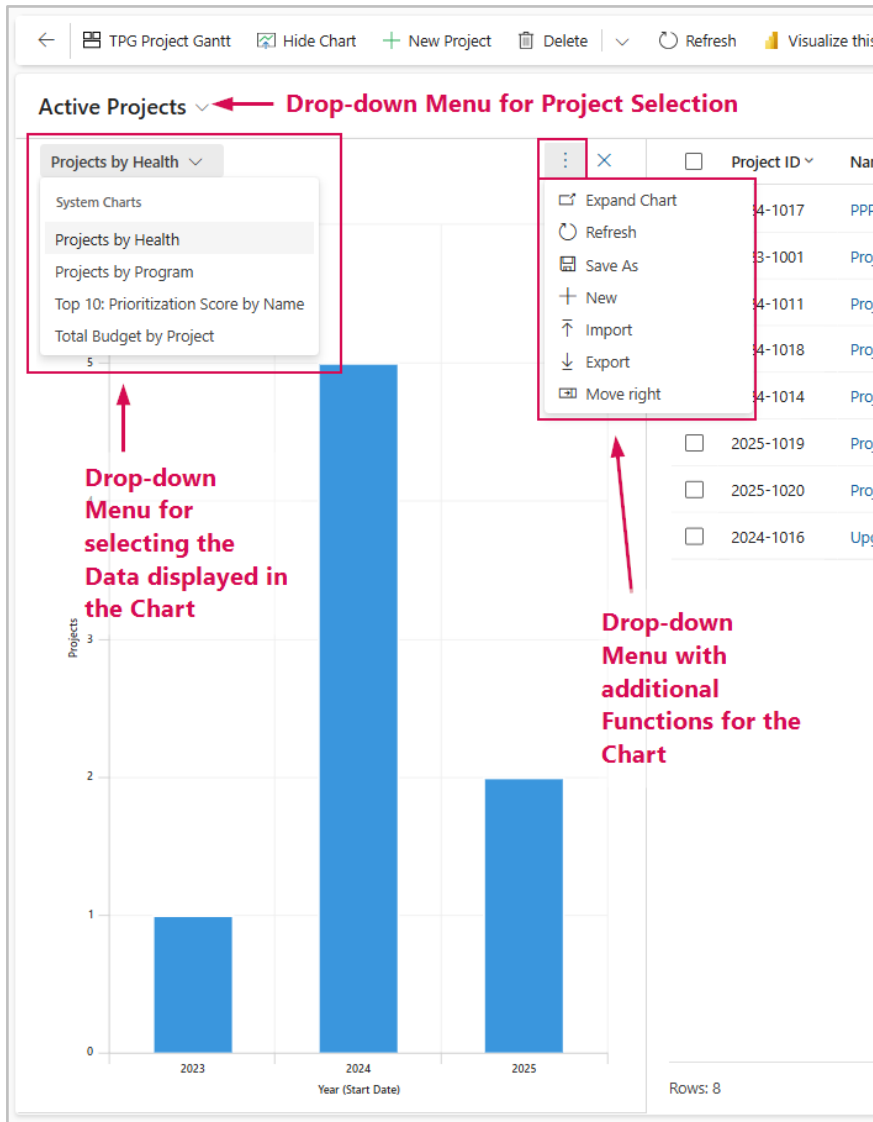 TPG Project Gantt Hide Chart New Project Delete Refresh Visualize this
Active Projects Drop-down Menu for Project Selection
Projects by Health
System Charts
Projects by Health
Projects by Program
Top 10: Prioritization Score by Name
Total Budget by Project
Expand Chart
Refresh
Save As
New
Import
Export
Move right
Project ID
4-1017
3-1001
4-1011
4-1018
4-1014
2025-1019
2025-1020
2024-1016
Drop-down
Menu for
selecting the
Data displayed in
the Chart
Drop-down
Menu with
additional
Functions for the
Chart
Projects
5
4
3
2
1
0
2023 2024 2025
Year (Start Date)
Rows: 8